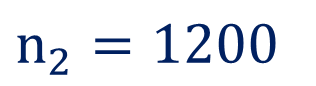 n₂ = 1200